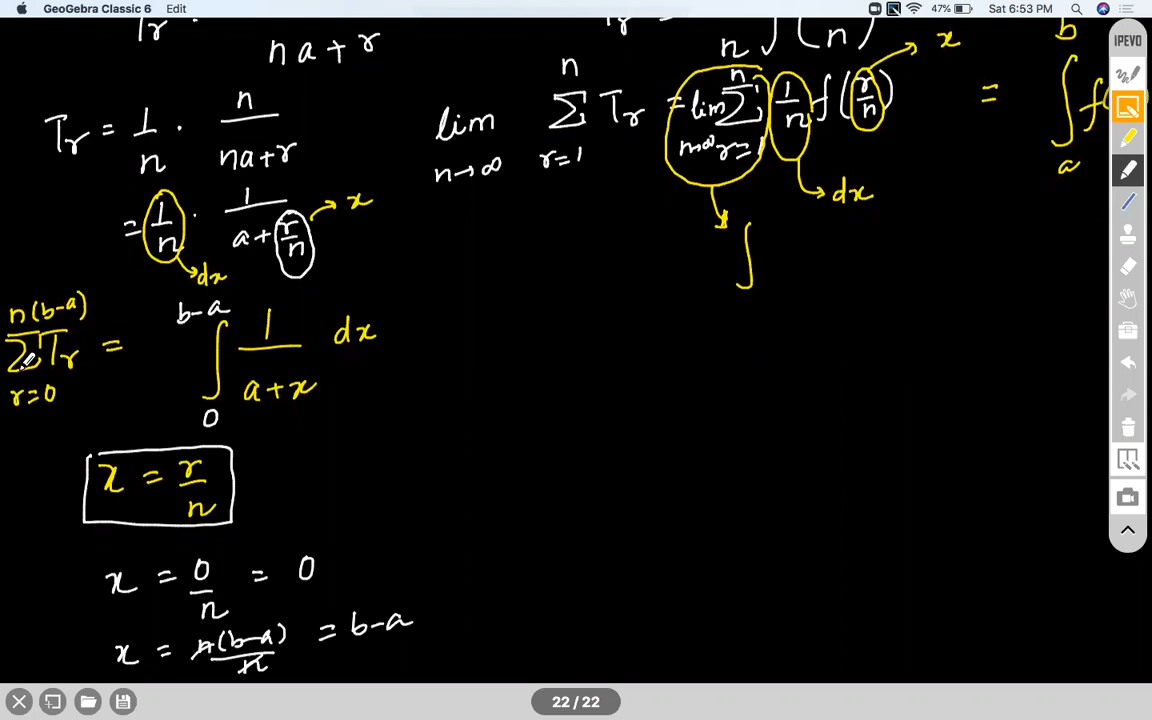 GeoGebra Classic 6 Edit 47% Sat 6:53 PM
IPEVO
na + r
Tr = 1/n · n/(na+r)
= 1/n · 1/(a + r/n) → x
→ dx
n(b-a) ∑ Tr r=0 = ∫ 0 b-a 1/(a+x) dx
x = r/n
x = 0/n = 0
x = n(b-a)/n = b-a
lim n→∞ n ∑ r=1 Tr = lim n→∞ n ∑ r=1 1/n f(r/n) = b ∫ a f(
→ x
→ dx
∫
22 / 22